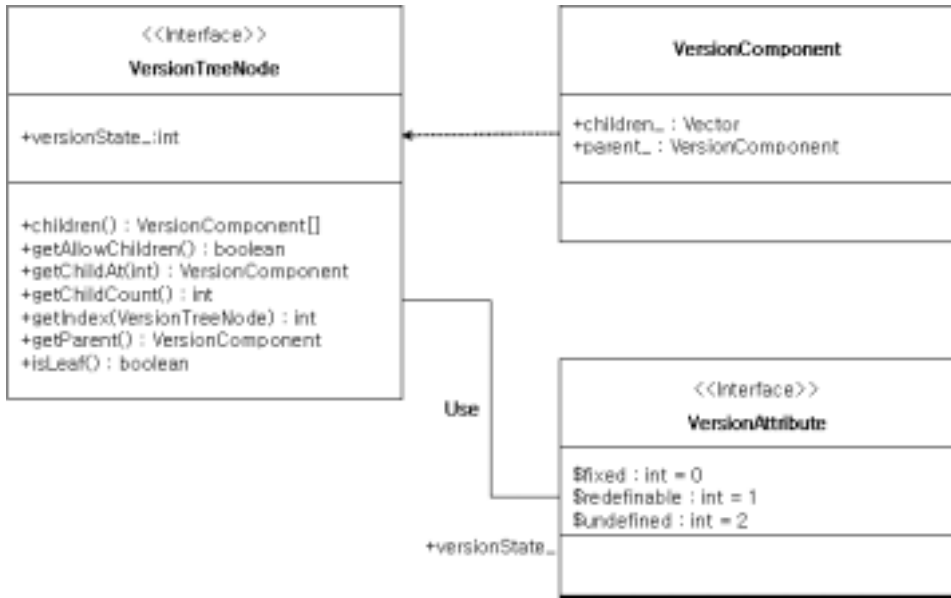 <<Interface>>
VersionTreeNode
+versionState_:int
+children() : VersionComponent[]
+getAllowChildren() : boolean
+getChildAt(int) : VersionComponent
+getChildCount() : int
+getIndex(VersionTreeNode) : int
+getParent() : VersionComponent
+isLeaf() : boolean
VersionComponent
+children_ : Vector
+parent_ : VersionComponent
Use
<<Interface>>
VersionAttribute
$fixed : int = 0
$redefinable : int = 1
$undefined : int = 2
+versionState_